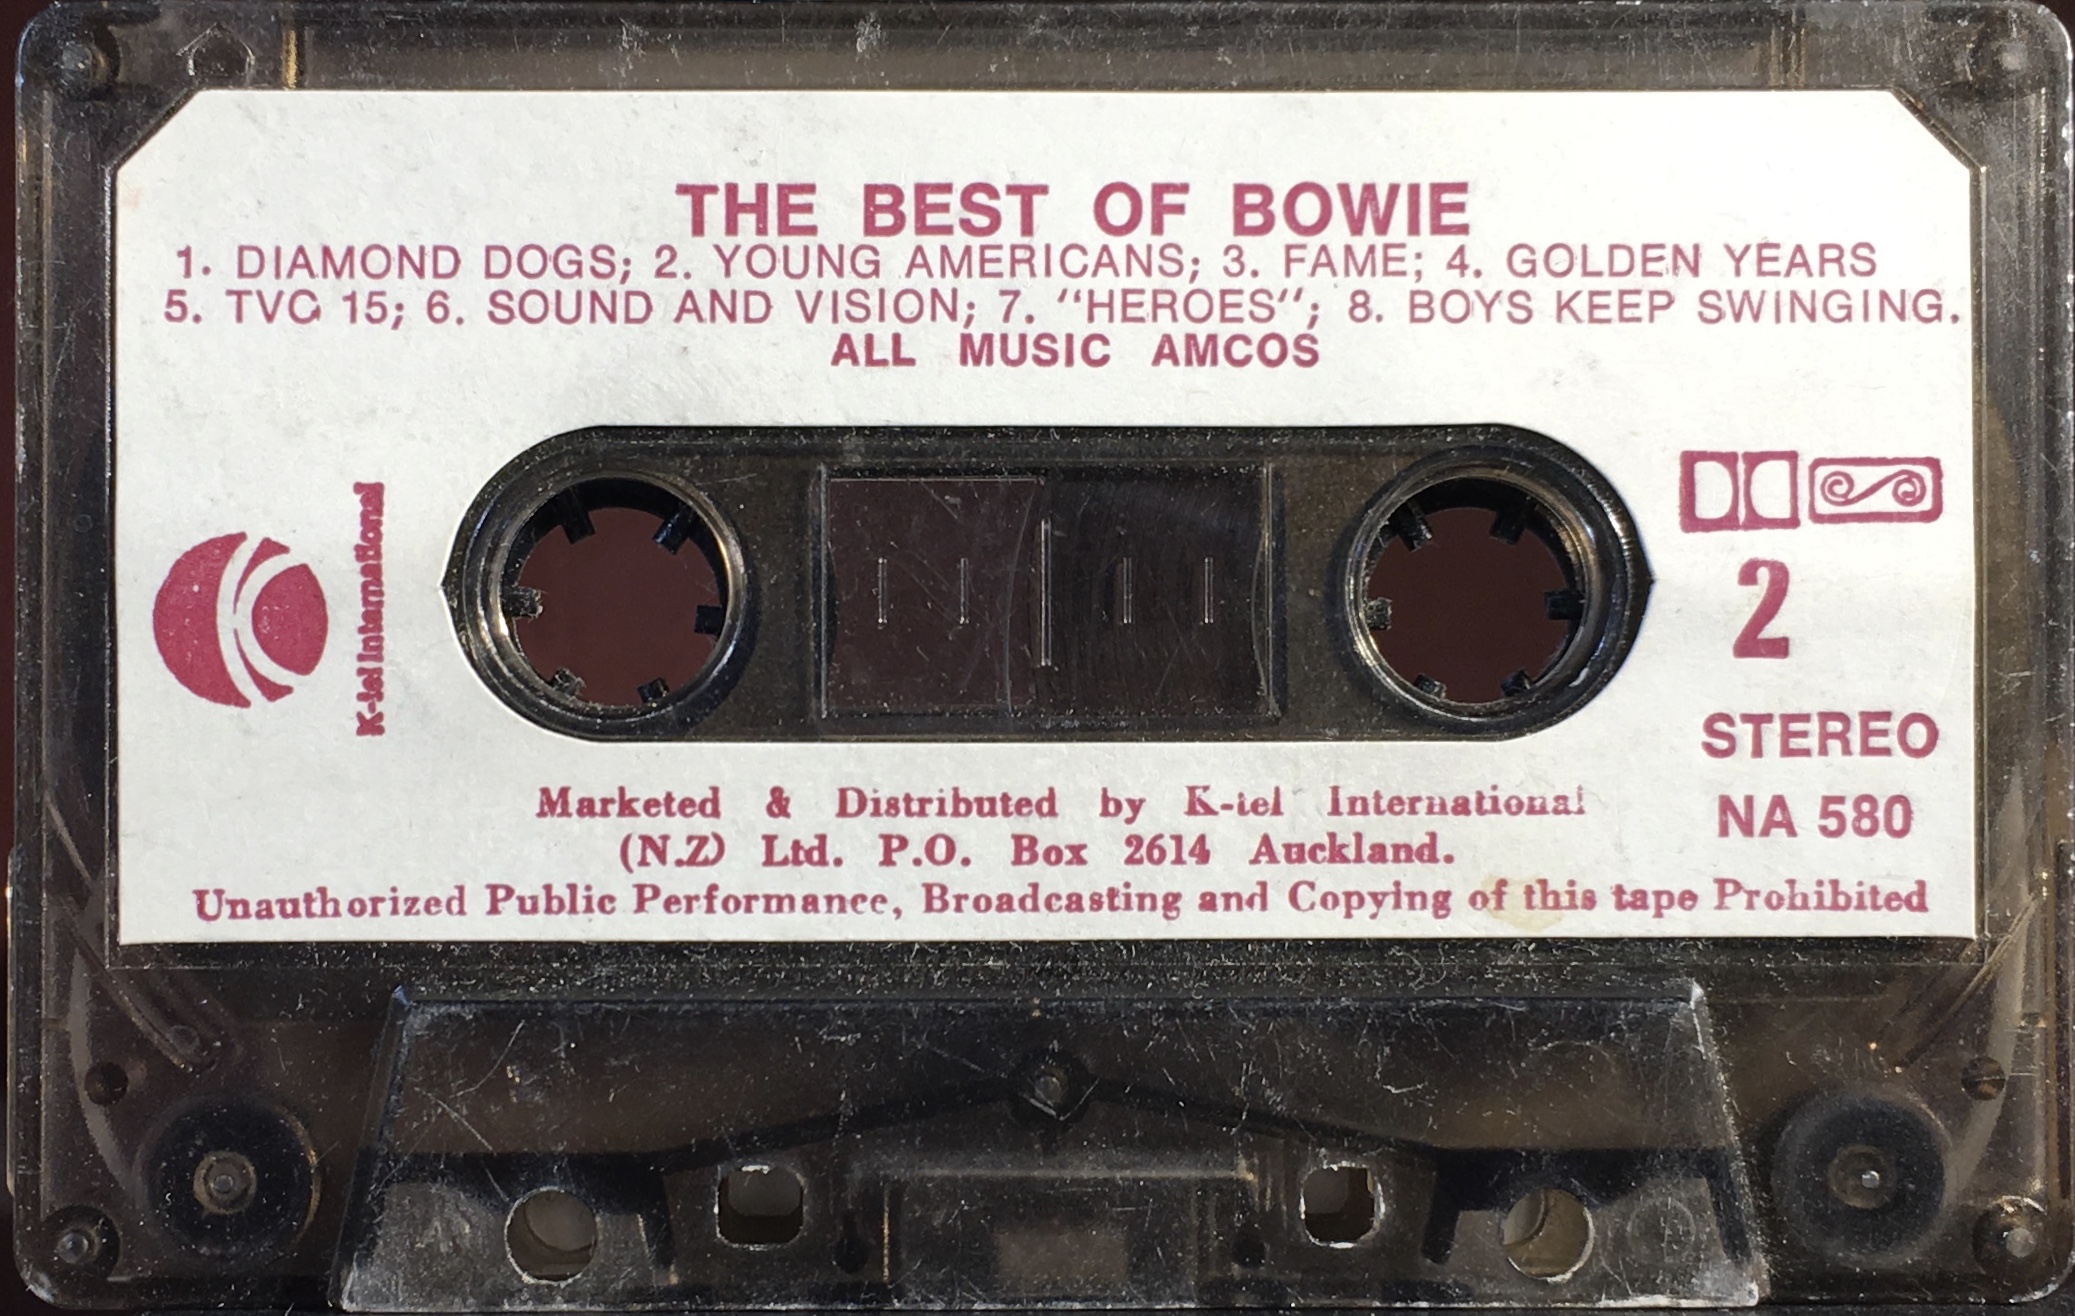 THE BEST OF BOWIE
1. DIAMOND DOGS; 2. YOUNG AMERICANS; 3. FAME; 4. GOLDEN YEARS
5. TVC 15; 6. SOUND AND VISION; 7. "HEROES"; 8. BOYS KEEP SWINGING.
ALL MUSIC AMCOS
K-tel International
2
STEREO
NA 580
Marketed & Distributed by K-tel International
(N.Z) Ltd. P.O. Box 2614 Auckland.
Unauthorized Public Performance, Broadcasting and Copying of this tape Prohibited